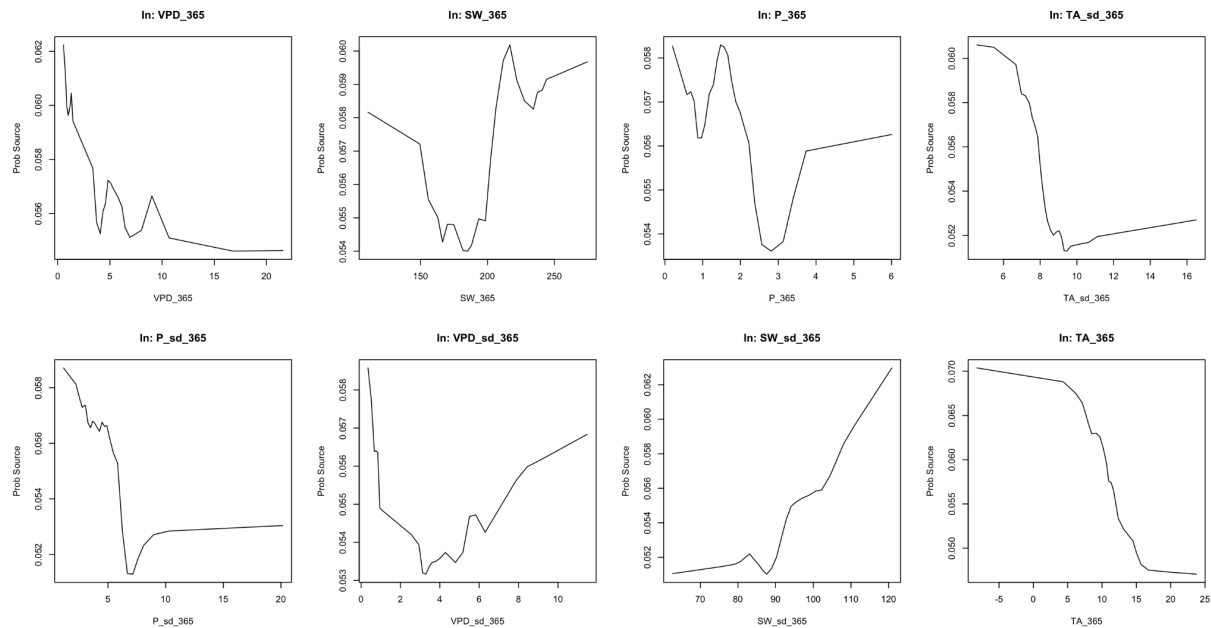 In: VPD_365
Prob Source
0.056 0.058 0.060 0.062
0 5 10 15 20
VPD_365
In: SW_365
Prob Source
0.054 0.055 0.056 0.057 0.058 0.059 0.060
150 200 250
SW_365
In: P_365
Prob Source
0.054 0.055 0.056 0.057 0.058
0 1 2 3 4 5 6
P_365
In: TA_sd_365
Prob Source
0.052 0.054 0.056 0.058 0.060
6 8 10 12 14 16
TA_sd_365
In: P_sd_365
Prob Source
0.052 0.054 0.056 0.058
5 10 15 20
P_sd_365
In: VPD_sd_365
Prob Source
0.053 0.054 0.055 0.056 0.057 0.058
0 2 4 6 8 10
VPD_sd_365
In: SW_sd_365
Prob Source
0.052 0.054 0.056 0.058 0.060 0.062
70 80 90 100 110 120
SW_sd_365
In: TA_365
Prob Source
0.050 0.055 0.060 0.065 0.070
-5 0 5 10 15 20 25
TA_365